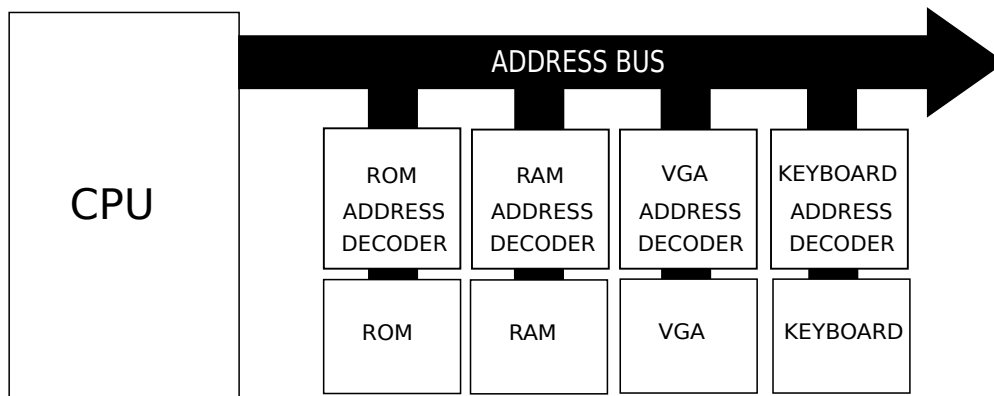 ADDRESS BUS
CPU
ROM
ADDRESS
DECODER
RAM
ADDRESS
DECODER
VGA
ADDRESS
DECODER
KEYBOARD
ADDRESS
DECODER
ROM
RAM
VGA
KEYBOARD